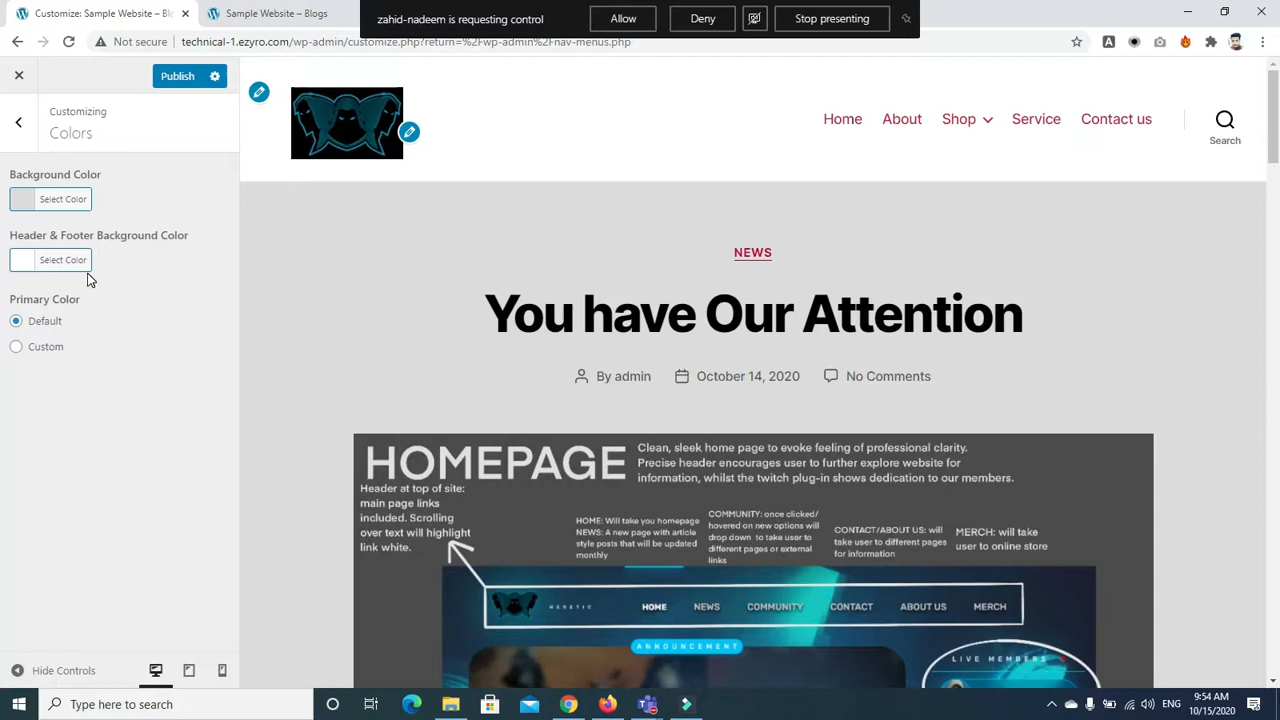 Sample Website – Just another W
Sample Website: – Blo
zahid-nadeem is requesting control
Allow
Deny
Stop presenting
Not secure
technical-1.ezyro.com/wp-admin/customize.php?return=%2Fwp-admin%2Fnav-menus.php
Publish
Customizing
Colors
Background Color
Select Color
Header & Footer Background Color
Select Color
Primary Color
Default
Custom
Hide Controls
Home
About
Shop
Service
Contact us
Search
NEWS
You have Our Attention
By admin
October 14, 2020
No Comments
HOMEPAGE
Clean, sleek home page to evoke feeling of professional clarity.
Precise header encourages user to further explore website for
information, whilst the twitch plug-in shows dedication to our members.
Header at top of site:
main page links
included. Scrolling
over text will highlight
link white.
HOME: Will take you homepage
NEWS: A new page with article
style posts that will be updated
monthly
COMMUNITY: once clicked/
hovered on new options will
drop down to take user to
different pages or external
links
CONTACT/ABOUT US: will
take user to different pages
for information
MERCH: will take
user to online store
HERETIC
HOME
NEWS
COMMUNITY
CONTACT
ABOUT US
MERCH
ANNOUNCEMENT
LIVE MEMBERS
Type here to search
ENG
9:54 AM
10/15/2020